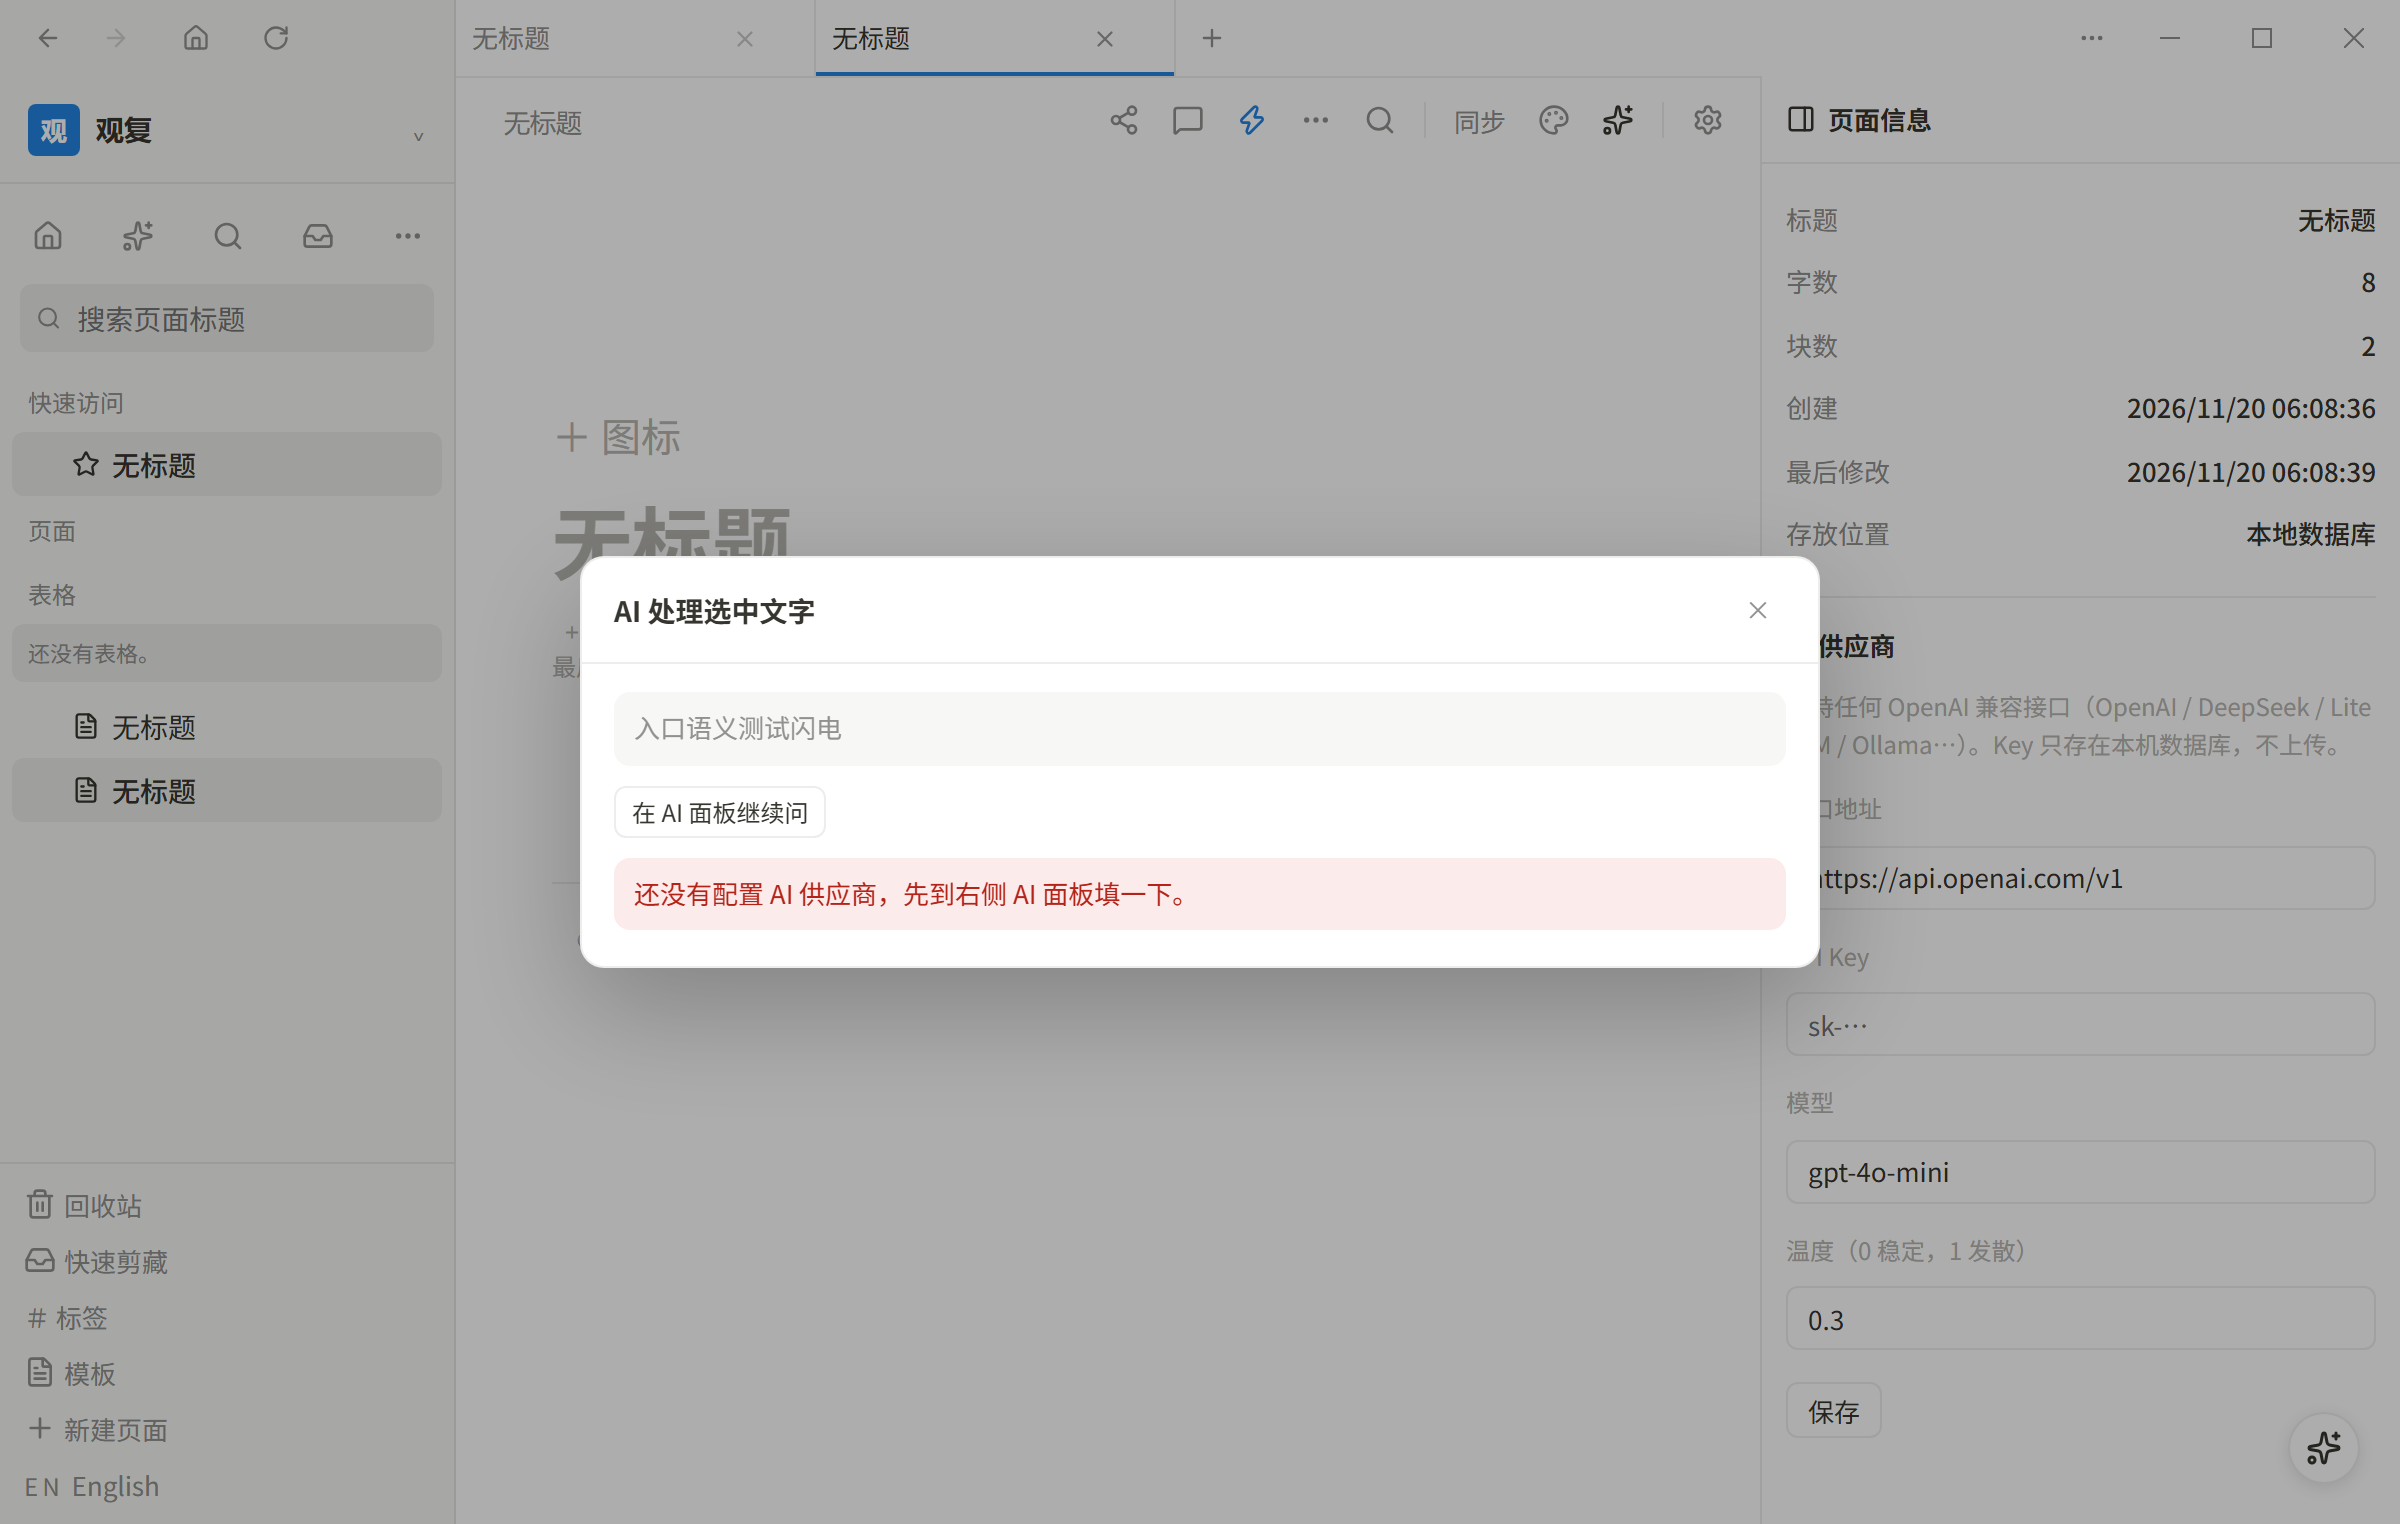 无标题
无标题
观 观复
搜索页面标题
快速访问
无标题
页面
表格
还没有表格。
无标题
无标题
回收站
快速剪藏
# 标签
模板
新建页面
EN English
无标题
同步
+ 图标
无标题
最
AI 处理选中文字
入口语义测试闪电
在 AI 面板继续问
还没有配置 AI 供应商，先到右侧 AI 面板填一下。
页面信息
标题 无标题
字数 8
块数 2
创建 2026/11/20 06:08:36
最后修改 2026/11/20 06:08:39
存放位置 本地数据库
供应商
任何 OpenAI 兼容接口（OpenAI / DeepSeek / Lite
M / Ollama…）。Key 只存在本机数据库，不上传。
地址
ttps://api.openai.com/v1
Key
sk-…
模型
gpt-4o-mini
温度（0 稳定，1 发散）
0.3
保存